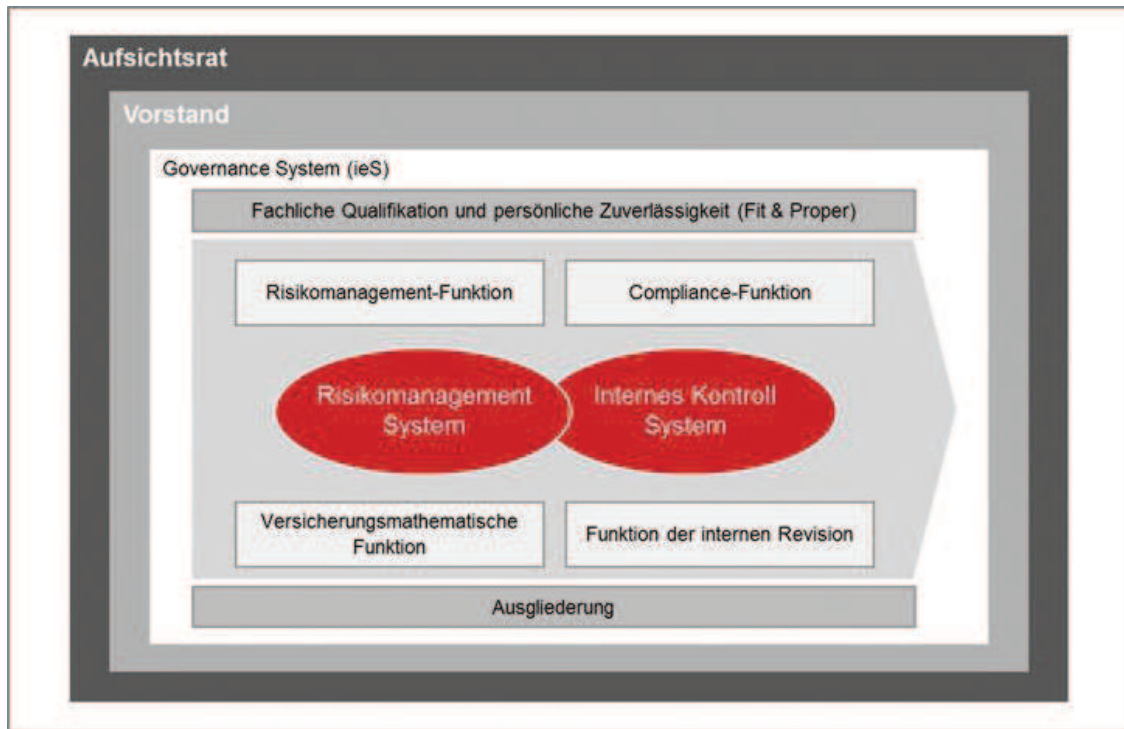 Aufsichtsrat
Vorstand
Governance System (ieS)
Fachliche Qualifikation und persönliche Zuverlässigkeit (Fit & Proper)
Risikomanagement-Funktion
Compliance-Funktion
Risikomanagement
System
Internes Kontroll
System
Versicherungsmathematische
Funktion
Funktion der internen Revision
Ausgliederung